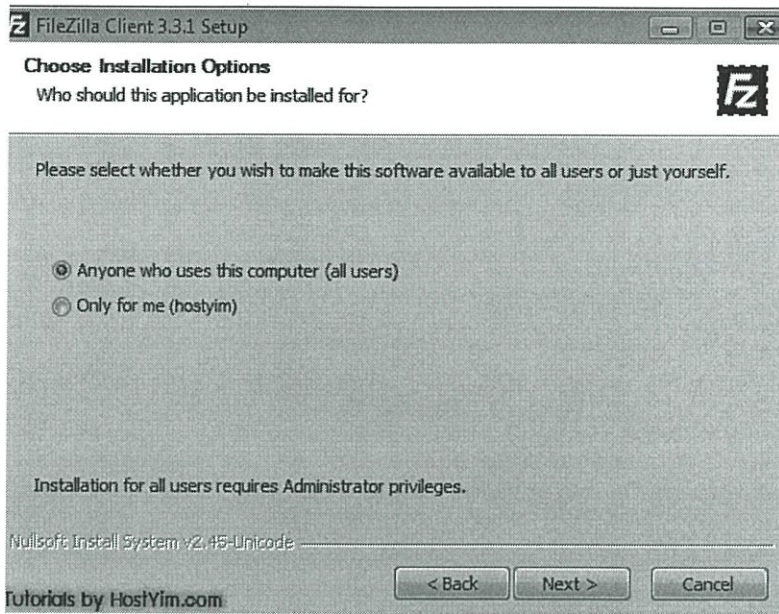 FileZilla Client 3.3.1 Setup
Choose Installation Options
Who should this application be installed for?
Fz
Please select whether you wish to make this software available to all users or just yourself.
Anyone who uses this computer (all users)
Only for me (hostyim)
Installation for all users requires Administrator privileges.
Nullsoft Install System v2.45-Unicode
< Back
Next >
Cancel
Tutorials by HostYim.com